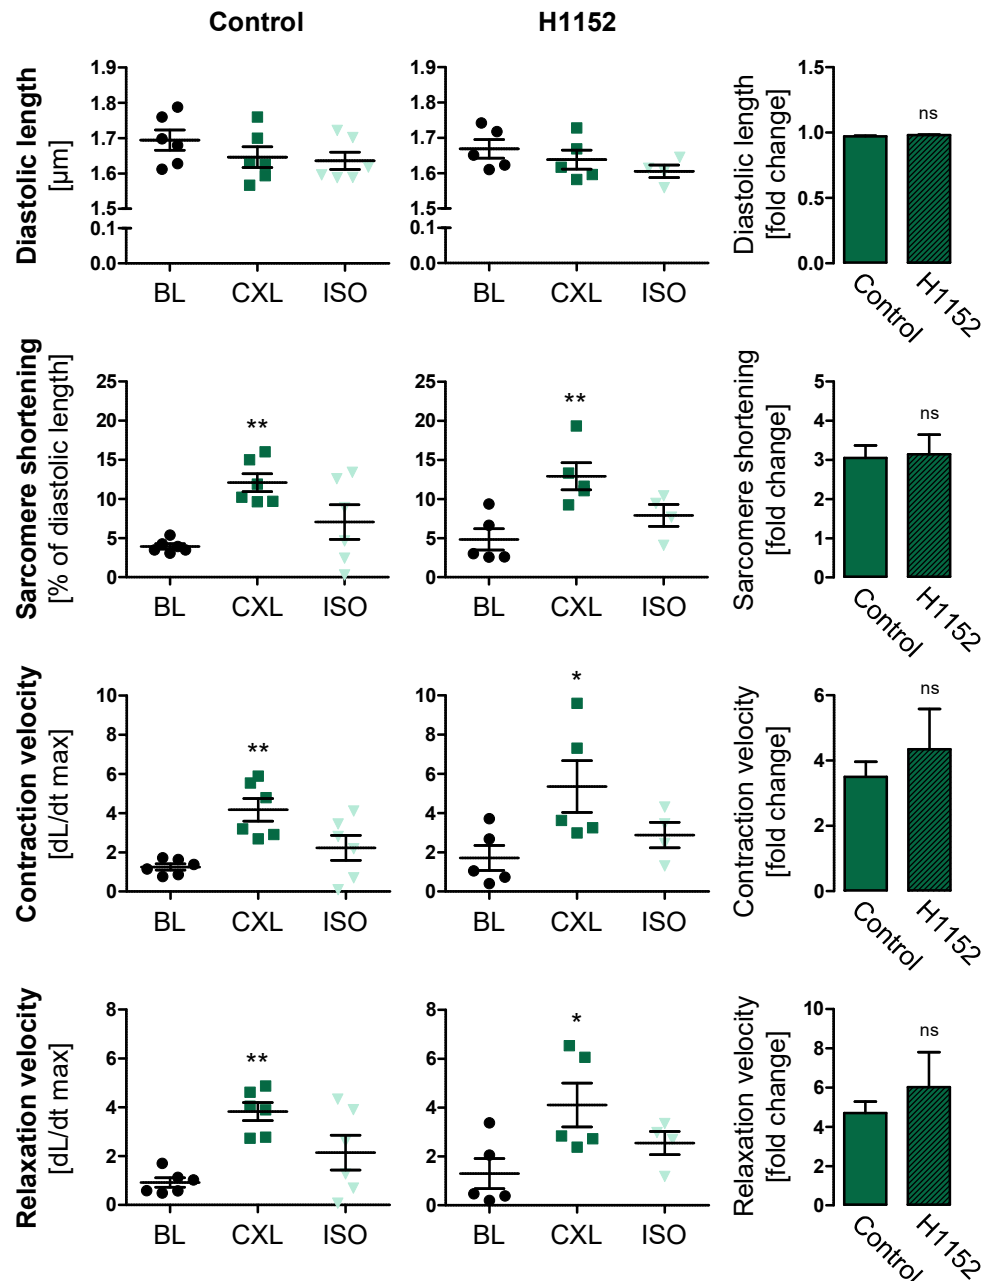 Control
H1152
Diastolic length
[µm]
1.9
1.8
1.7
1.6
1.5
0.1
0.0
BL
CXL
ISO
1.9
1.8
1.7
1.6
1.5
0.1
0.0
BL
CXL
ISO
Diastolic length
[fold change]
1.5
1.0
0.5
0.0
ns
Control
H1152
Sarcomere shortening
[% of diastolic length]
25
20
15
10
5
0
**
BL
CXL
ISO
25
20
15
10
5
0
**
BL
CXL
ISO
Sarcomere shortening
[fold change]
5
4
3
2
1
0
ns
Control
H1152
Contraction velocity
[dL/dt max]
10
8
6
4
2
0
**
BL
CXL
ISO
10
8
6
4
2
0
*
BL
CXL
ISO
Contraction velocity
[fold change]
6
4
2
0
ns
Control
H1152
Relaxation velocity
[dL/dt max]
8
6
4
2
0
**
BL
CXL
ISO
8
6
4
2
0
*
BL
CXL
ISO
Relaxation velocity
[fold change]
10
8
6
4
2
0
ns
Control
H1152